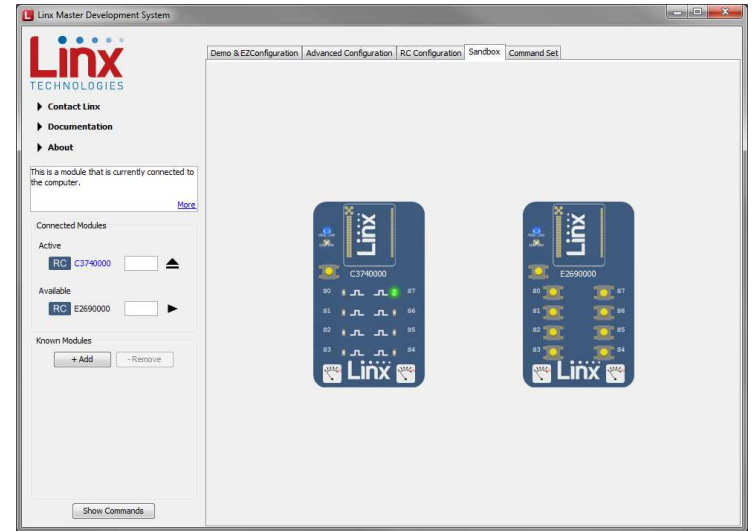 Linx Master Development System
Linx
TECHNOLOGIES
Contact Linx
Documentation
About
This is a module that is currently connected to
the computer.
More
Connected Modules
Active
RC C3740000
Available
RC E2690000
Known Modules
+ Add - Remove
Show Commands
Demo & EZConfiguration Advanced Configuration RC Configuration Sandbox Command Set
Linx
C3740000
S0 S7
S1 S6
S2 S5
S3 S4
Linx
Linx
E2690000
S0 S7
S1 S6
S2 S5
S3 S4
Linx